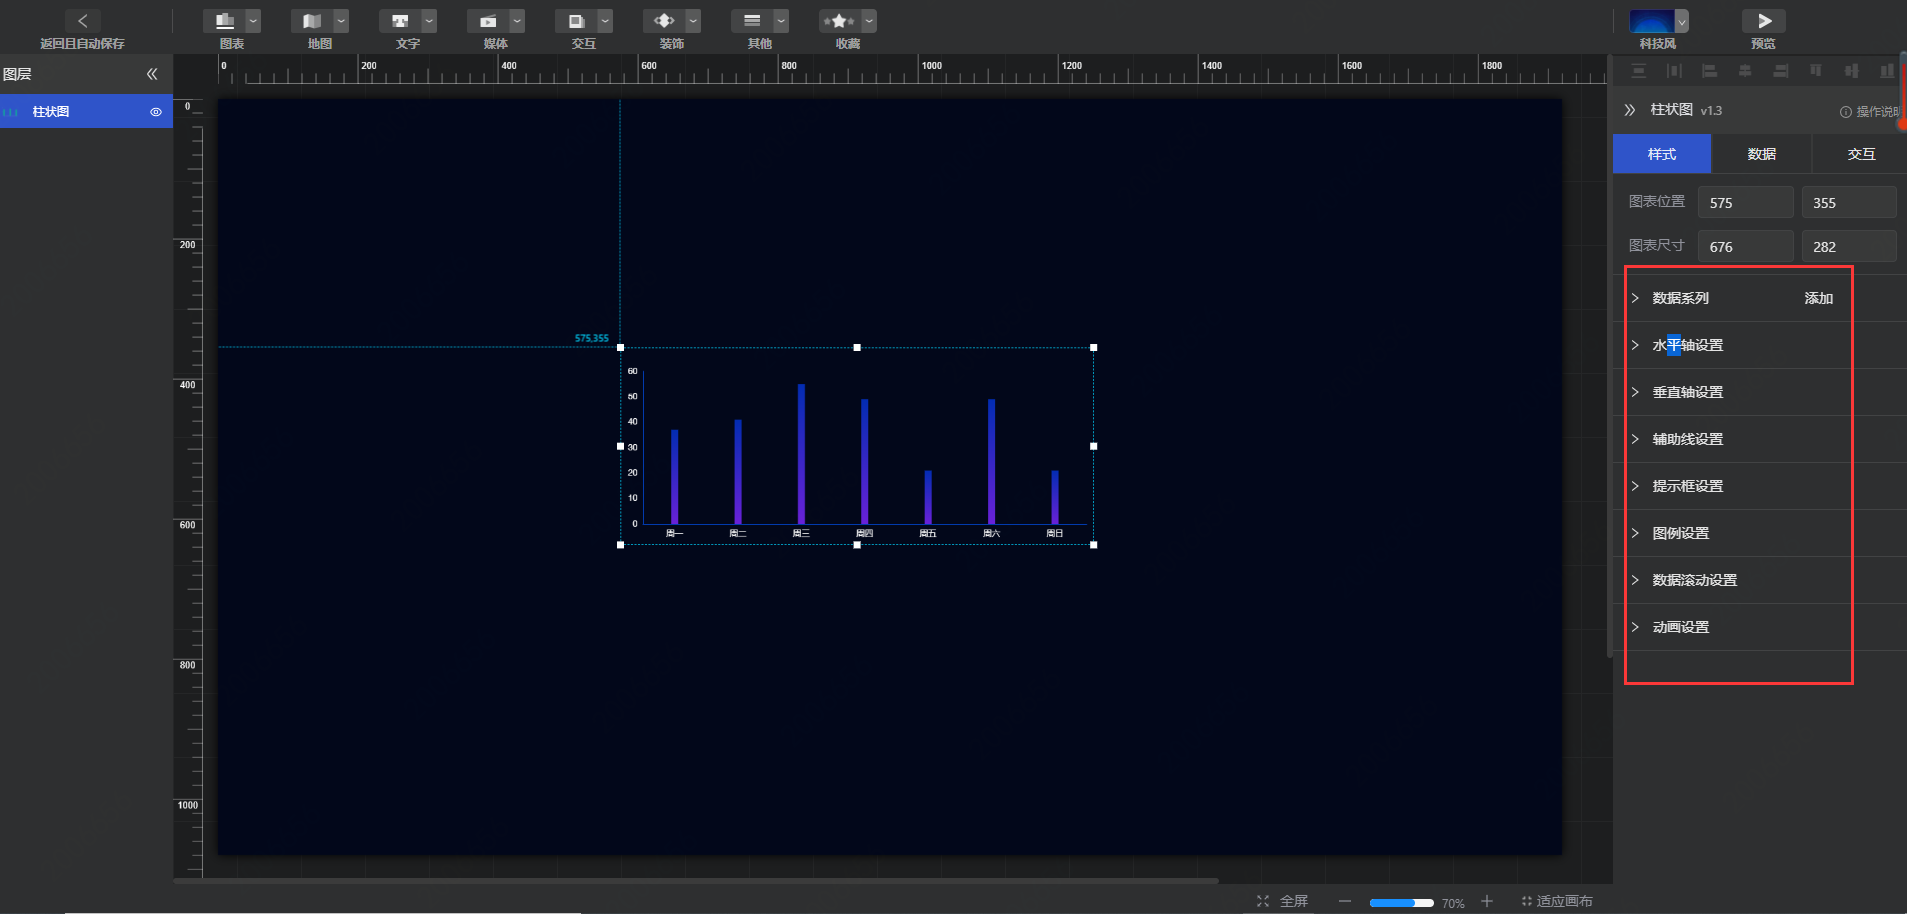 返回且自动保存
图表
地图
文字
媒体
交互
装饰
其他
收藏
科技风
预览
图层
柱状图
0 200 400 600 800 1000 1200 1400 1600 1800
0
200
400
600
800
1000
575,355
60
50
40
30
20
10
0
周一 周二 周三 周四 周五 周六 周日
柱状图 v1.3
操作说明
样式 数据 交互
图表位置 575 355
图表尺寸 676 282
数据系列 添加
水平轴设置
垂直轴设置
辅助线设置
提示框设置
图例设置
数据滚动设置
动画设置
全屏 70% 适应画布